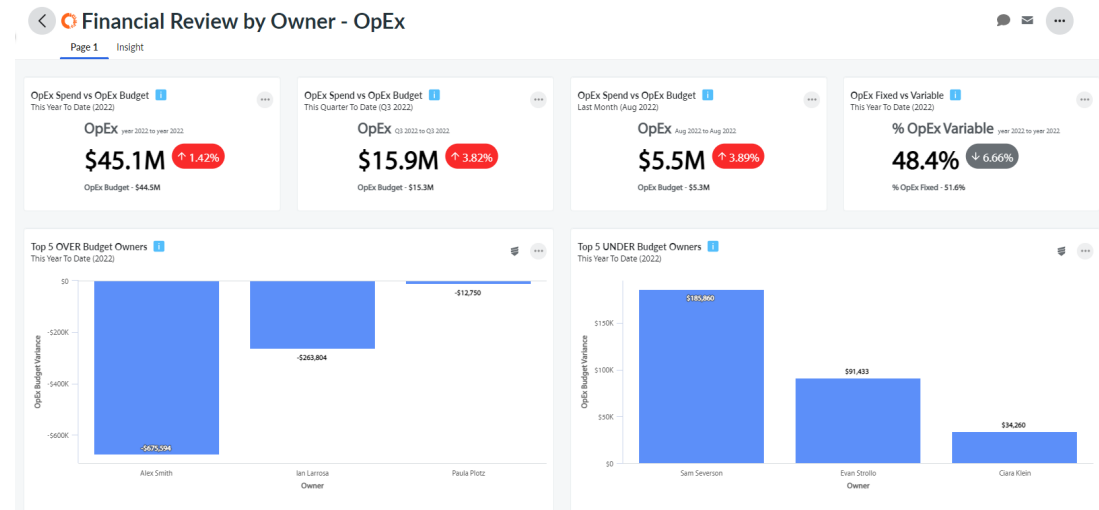 Financial Review by Owner - OpEx
Page 1 Insight
OpEx Spend vs OpEx Budget i
This Year To Date (2022)
OpEx year 2022 to year 2022
$45.1M ↑ 1.42%
OpEx Budget - $44.5M
OpEx Spend vs OpEx Budget i
This Quarter To Date (Q3 2022)
OpEx Q3 2022 to Q3 2022
$15.9M ↑ 3.82%
OpEx Budget - $15.3M
OpEx Spend vs OpEx Budget i
Last Month (Aug 2022)
OpEx Aug 2022 to Aug 2022
$5.5M ↑ 3.89%
OpEx Budget - $5.3M
OpEx Fixed vs Variable i
This Year To Date (2022)
% OpEx Variable year 2022 to year 2022
48.4% ↓ 6.66%
% OpEx Fixed - 51.6%
Top 5 OVER Budget Owners i
This Year To Date (2022)
OpEx Budget Variance
$0
-$200K
-$400K
-$600K
-$675,594
-$263,804
-$12,750
Alex Smith
Ian Larrosa
Paula Plotz
Owner
Top 5 UNDER Budget Owners i
This Year To Date (2022)
OpEx Budget Variance
$150K
$100K
$50K
$0
$185,860
$91,433
$34,260
Sam Severson
Evan Strollo
Ciara Klein
Owner